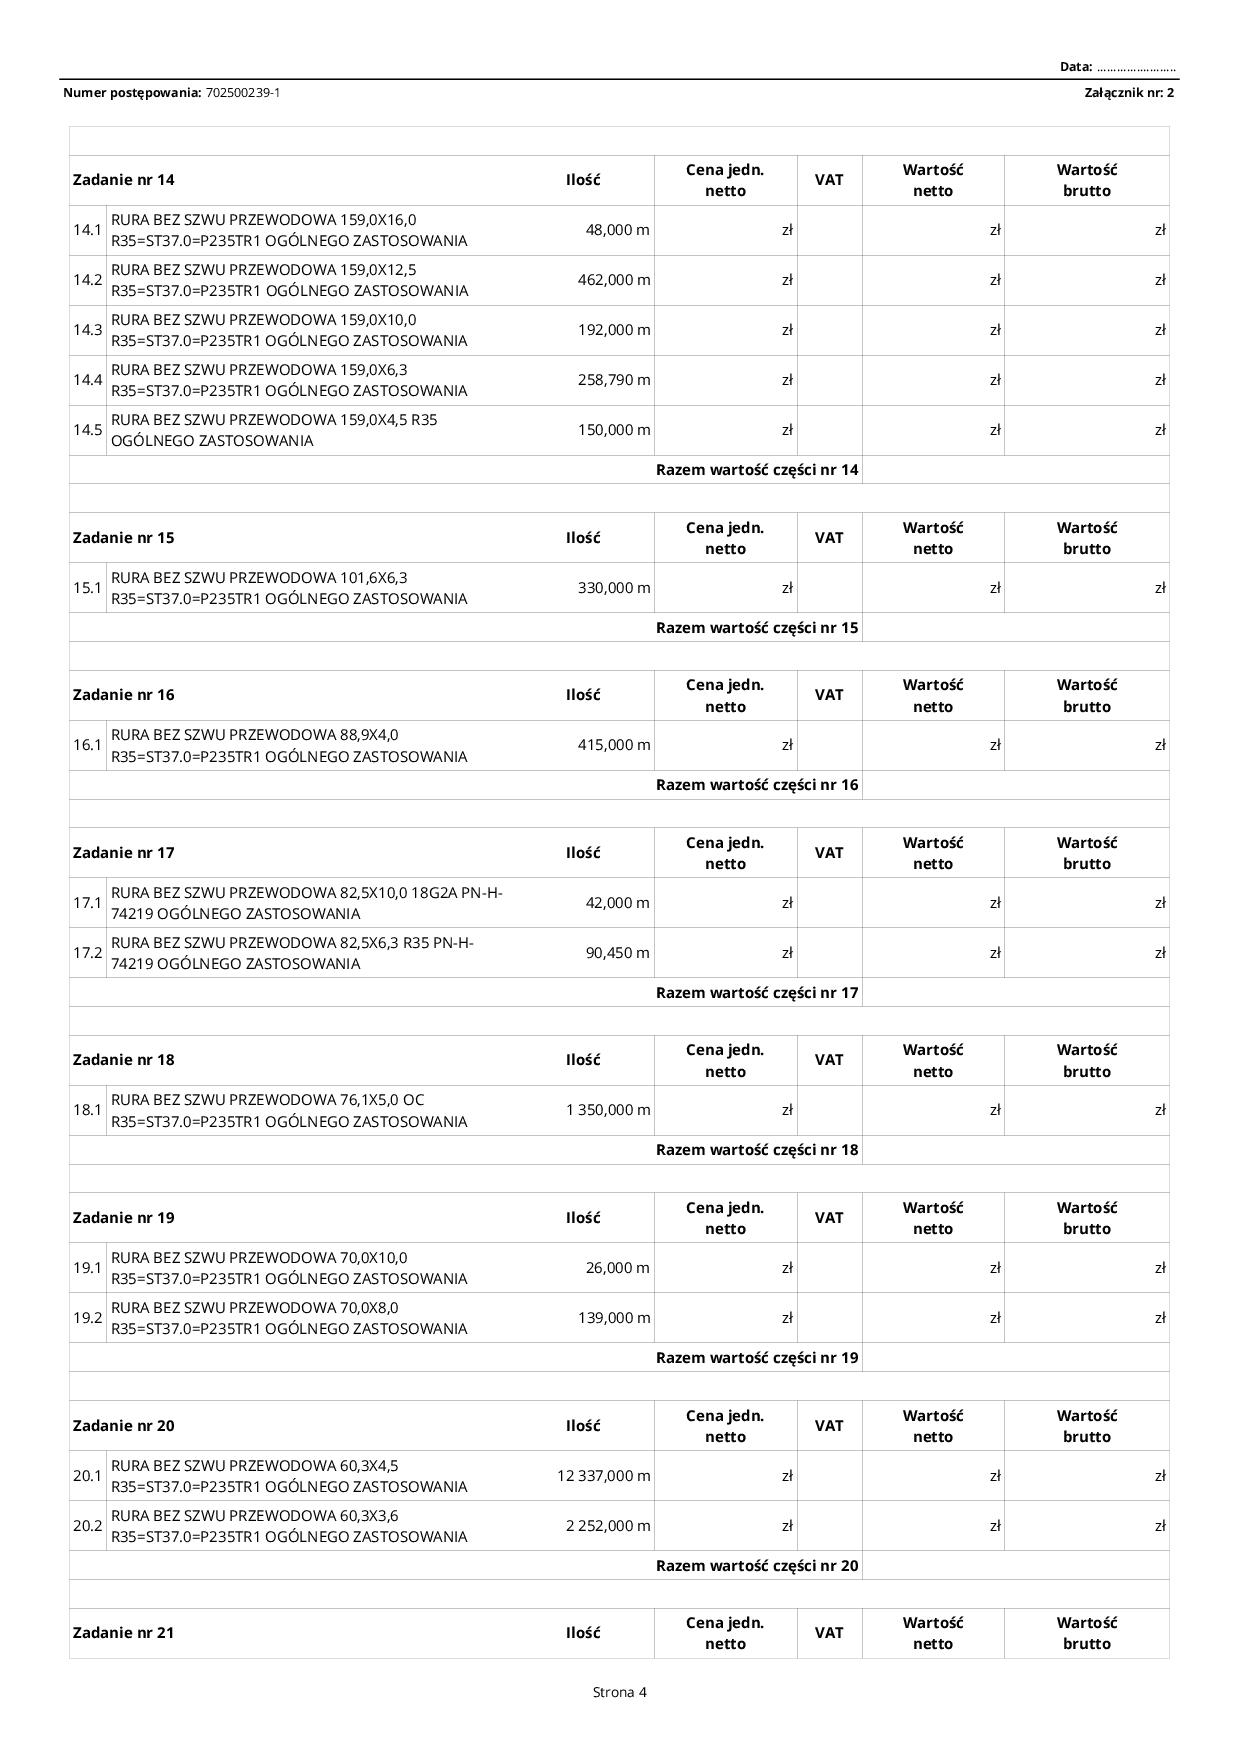 Data: ........................
Numer postępowania: 702500239-1 Załącznik nr: 2
Zadanie nr 14 Ilość Cena jedn. netto VAT Wartość netto Wartość brutto
14.1 RURA BEZ SZWU PRZEWODOWA 159,0X16,0
R35=ST37.0=P235TR1 OGÓLNEGO ZASTOSOWANIA 48,000 m zł zł zł
14.2 RURA BEZ SZWU PRZEWODOWA 159,0X12,5
R35=ST37.0=P235TR1 OGÓLNEGO ZASTOSOWANIA 462,000 m zł zł zł
14.3 RURA BEZ SZWU PRZEWODOWA 159,0X10,0
R35=ST37.0=P235TR1 OGÓLNEGO ZASTOSOWANIA 192,000 m zł zł zł
14.4 RURA BEZ SZWU PRZEWODOWA 159,0X6,3
R35=ST37.0=P235TR1 OGÓLNEGO ZASTOSOWANIA 258,790 m zł zł zł
14.5 RURA BEZ SZWU PRZEWODOWA 159,0X4,5 R35
OGÓLNEGO ZASTOSOWANIA 150,000 m zł zł zł
Razem wartość części nr 14
Zadanie nr 15 Ilość Cena jedn. netto VAT Wartość netto Wartość brutto
15.1 RURA BEZ SZWU PRZEWODOWA 101,6X6,3
R35=ST37.0=P235TR1 OGÓLNEGO ZASTOSOWANIA 330,000 m zł zł zł
Razem wartość części nr 15
Zadanie nr 16 Ilość Cena jedn. netto VAT Wartość netto Wartość brutto
16.1 RURA BEZ SZWU PRZEWODOWA 88,9X4,0
R35=ST37.0=P235TR1 OGÓLNEGO ZASTOSOWANIA 415,000 m zł zł zł
Razem wartość części nr 16
Zadanie nr 17 Ilość Cena jedn. netto VAT Wartość netto Wartość brutto
17.1 RURA BEZ SZWU PRZEWODOWA 82,5X10,0 18G2A PN-H-
74219 OGÓLNEGO ZASTOSOWANIA 42,000 m zł zł zł
17.2 RURA BEZ SZWU PRZEWODOWA 82,5X6,3 R35 PN-H-
74219 OGÓLNEGO ZASTOSOWANIA 90,450 m zł zł zł
Razem wartość części nr 17
Zadanie nr 18 Ilość Cena jedn. netto VAT Wartość netto Wartość brutto
18.1 RURA BEZ SZWU PRZEWODOWA 76,1X5,0 OC
R35=ST37.0=P235TR1 OGÓLNEGO ZASTOSOWANIA 1 350,000 m zł zł zł
Razem wartość części nr 18
Zadanie nr 19 Ilość Cena jedn. netto VAT Wartość netto Wartość brutto
19.1 RURA BEZ SZWU PRZEWODOWA 70,0X10,0
R35=ST37.0=P235TR1 OGÓLNEGO ZASTOSOWANIA 26,000 m zł zł zł
19.2 RURA BEZ SZWU PRZEWODOWA 70,0X8,0
R35=ST37.0=P235TR1 OGÓLNEGO ZASTOSOWANIA 139,000 m zł zł zł
Razem wartość części nr 19
Zadanie nr 20 Ilość Cena jedn. netto VAT Wartość netto Wartość brutto
20.1 RURA BEZ SZWU PRZEWODOWA 60,3X4,5
R35=ST37.0=P235TR1 OGÓLNEGO ZASTOSOWANIA 12 337,000 m zł zł zł
20.2 RURA BEZ SZWU PRZEWODOWA 60,3X3,6
R35=ST37.0=P235TR1 OGÓLNEGO ZASTOSOWANIA 2 252,000 m zł zł zł
Razem wartość części nr 20
Zadanie nr 21 Ilość Cena jedn. netto VAT Wartość netto Wartość brutto
Strona 4